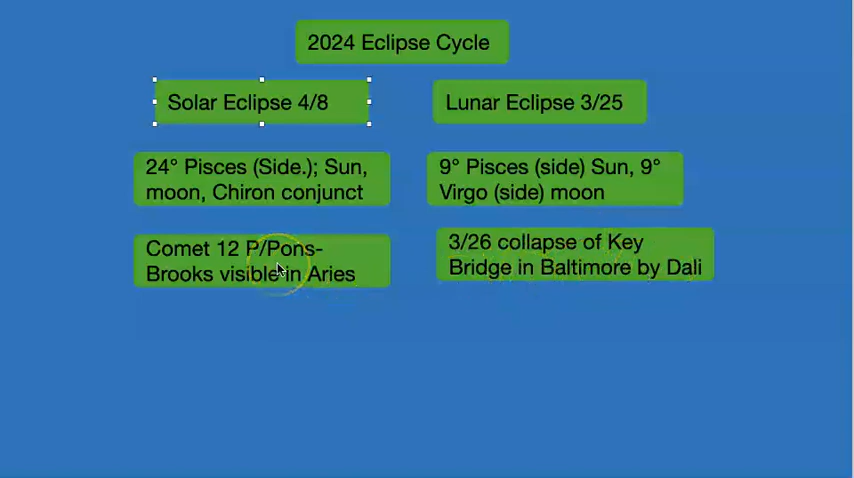 2024 Eclipse Cycle
Solar Eclipse 4/8
Lunar Eclipse 3/25
24° Pisces (Side.); Sun,
moon, Chiron conjunct
9° Pisces (side) Sun, 9°
Virgo (side) moon
Comet 12 P/Pons-
Brooks visible in Aries
3/26 collapse of Key
Bridge in Baltimore by Dali